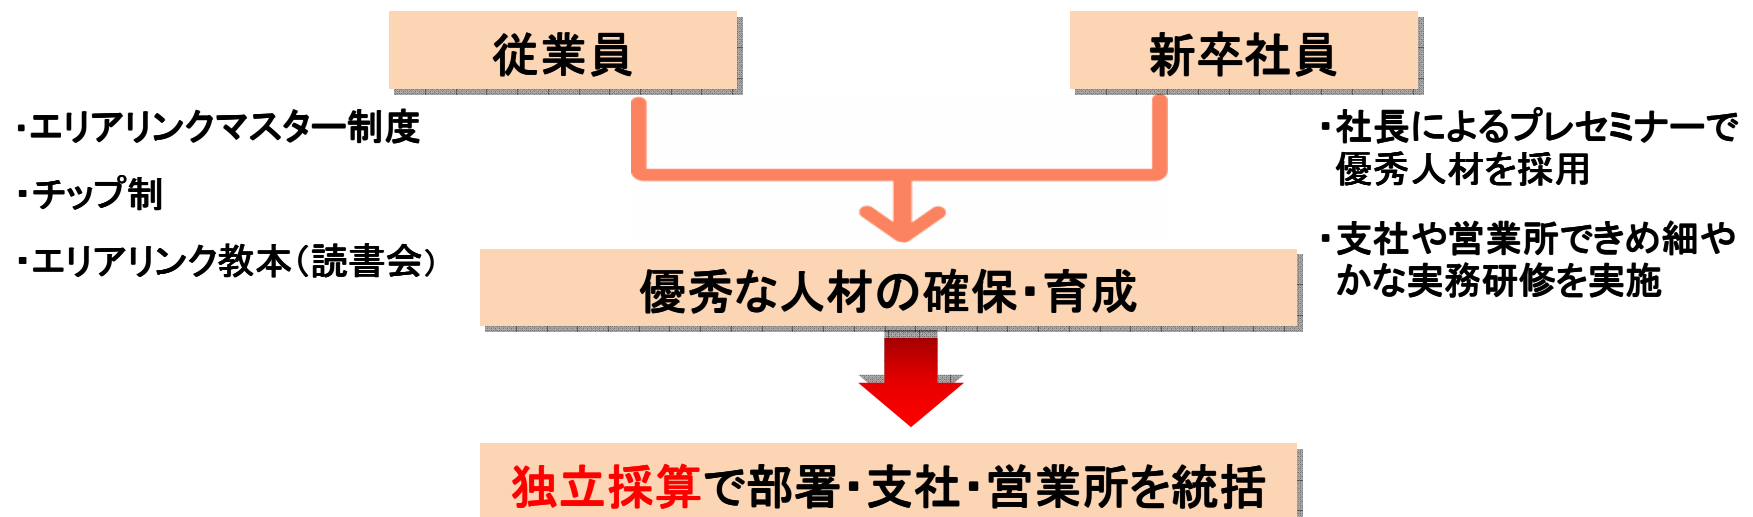 従業員
新卒社員
・エリアリンクマスター制度
・チップ制
・エリアリンク教本（読書会）
・社長によるプレセミナーで
優秀人材を採用
・支社や営業所できめ細や
かな実務研修を実施
優秀な人材の確保・育成
独立採算で部署・支社・営業所を統括